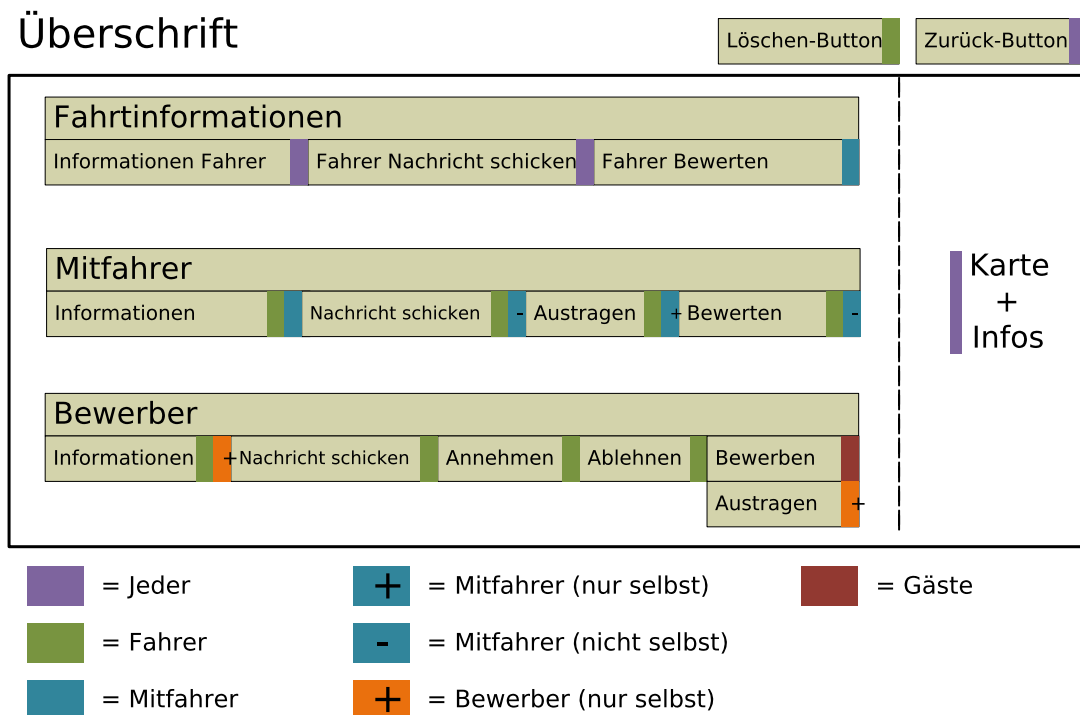 Überschrift
Löschen-Button
Zurück-Button
Fahrtinformationen
Informationen Fahrer
Fahrer Nachricht schicken
Fahrer Bewerten
Mitfahrer
Informationen
Nachricht schicken
-
Austragen
+
Bewerten
-
Karte
+
Infos
Bewerber
Informationen
+
Nachricht schicken
Annehmen
Ablehnen
Bewerben
Austragen
+
= Jeder
+ = Mitfahrer (nur selbst)
= Gäste
= Fahrer
- = Mitfahrer (nicht selbst)
= Mitfahrer
+ = Bewerber (nur selbst)